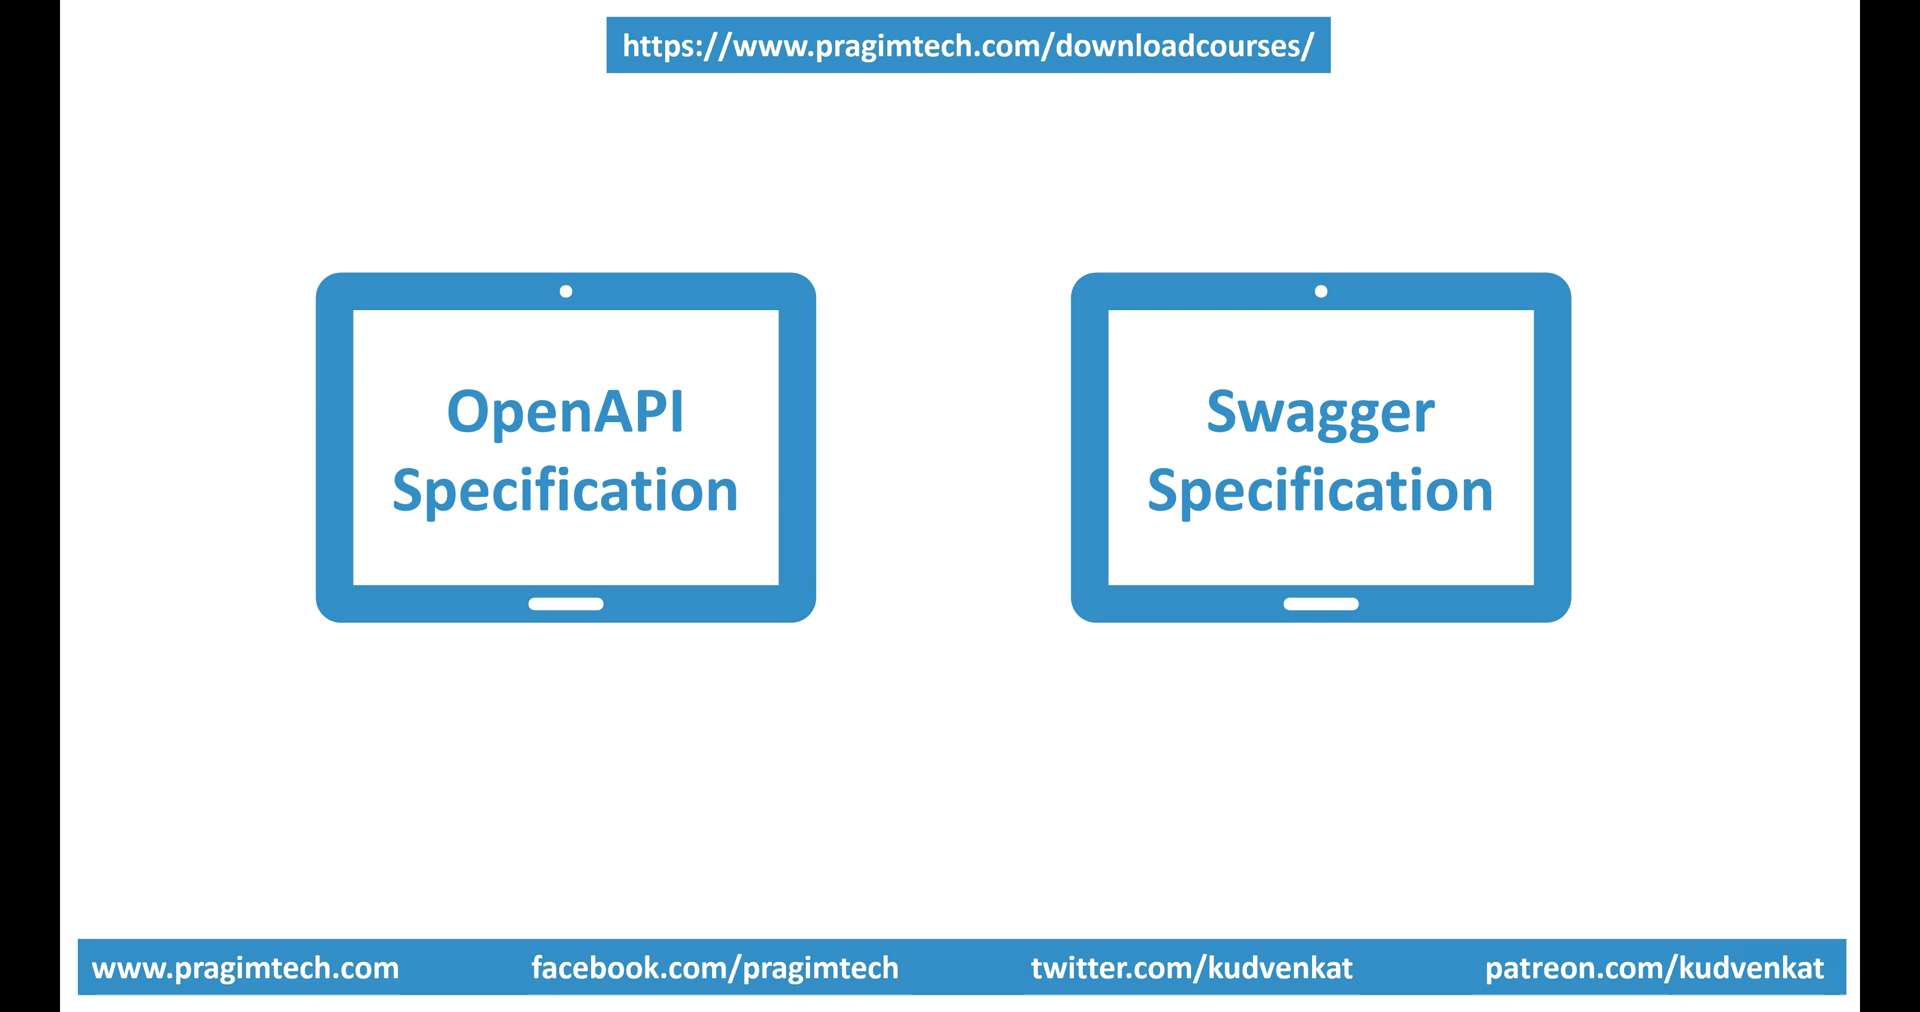 https://www.pragimtech.com/downloadcourses/
OpenAPI
Specification
Swagger
Specification
www.pragimtech.com facebook.com/pragimtech twitter.com/kudvenkat patreon.com/kudvenkat